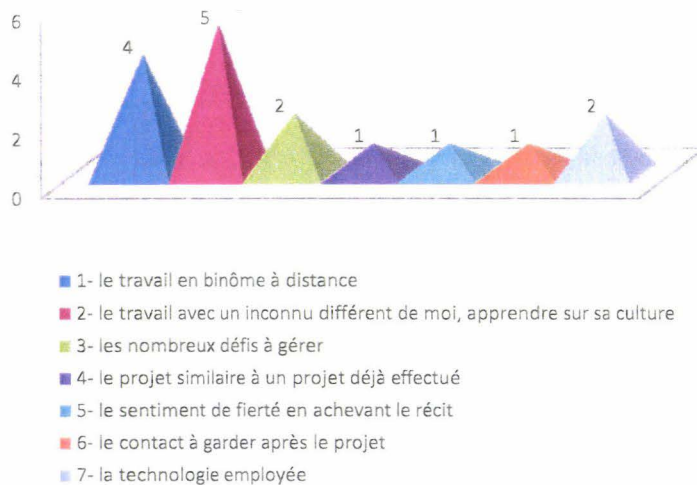 6
5
4
4
2
2
2
1
1
1
0
1- le travail en binôme à distance
2- le travail avec un inconnu différent de moi, apprendre sur sa culture
3- les nombreux défis à gérer
4- le projet similaire à un projet déjà effectué
5- le sentiment de fierté en achevant le récit
6- le contact à garder après le projet
7- la technologie employée